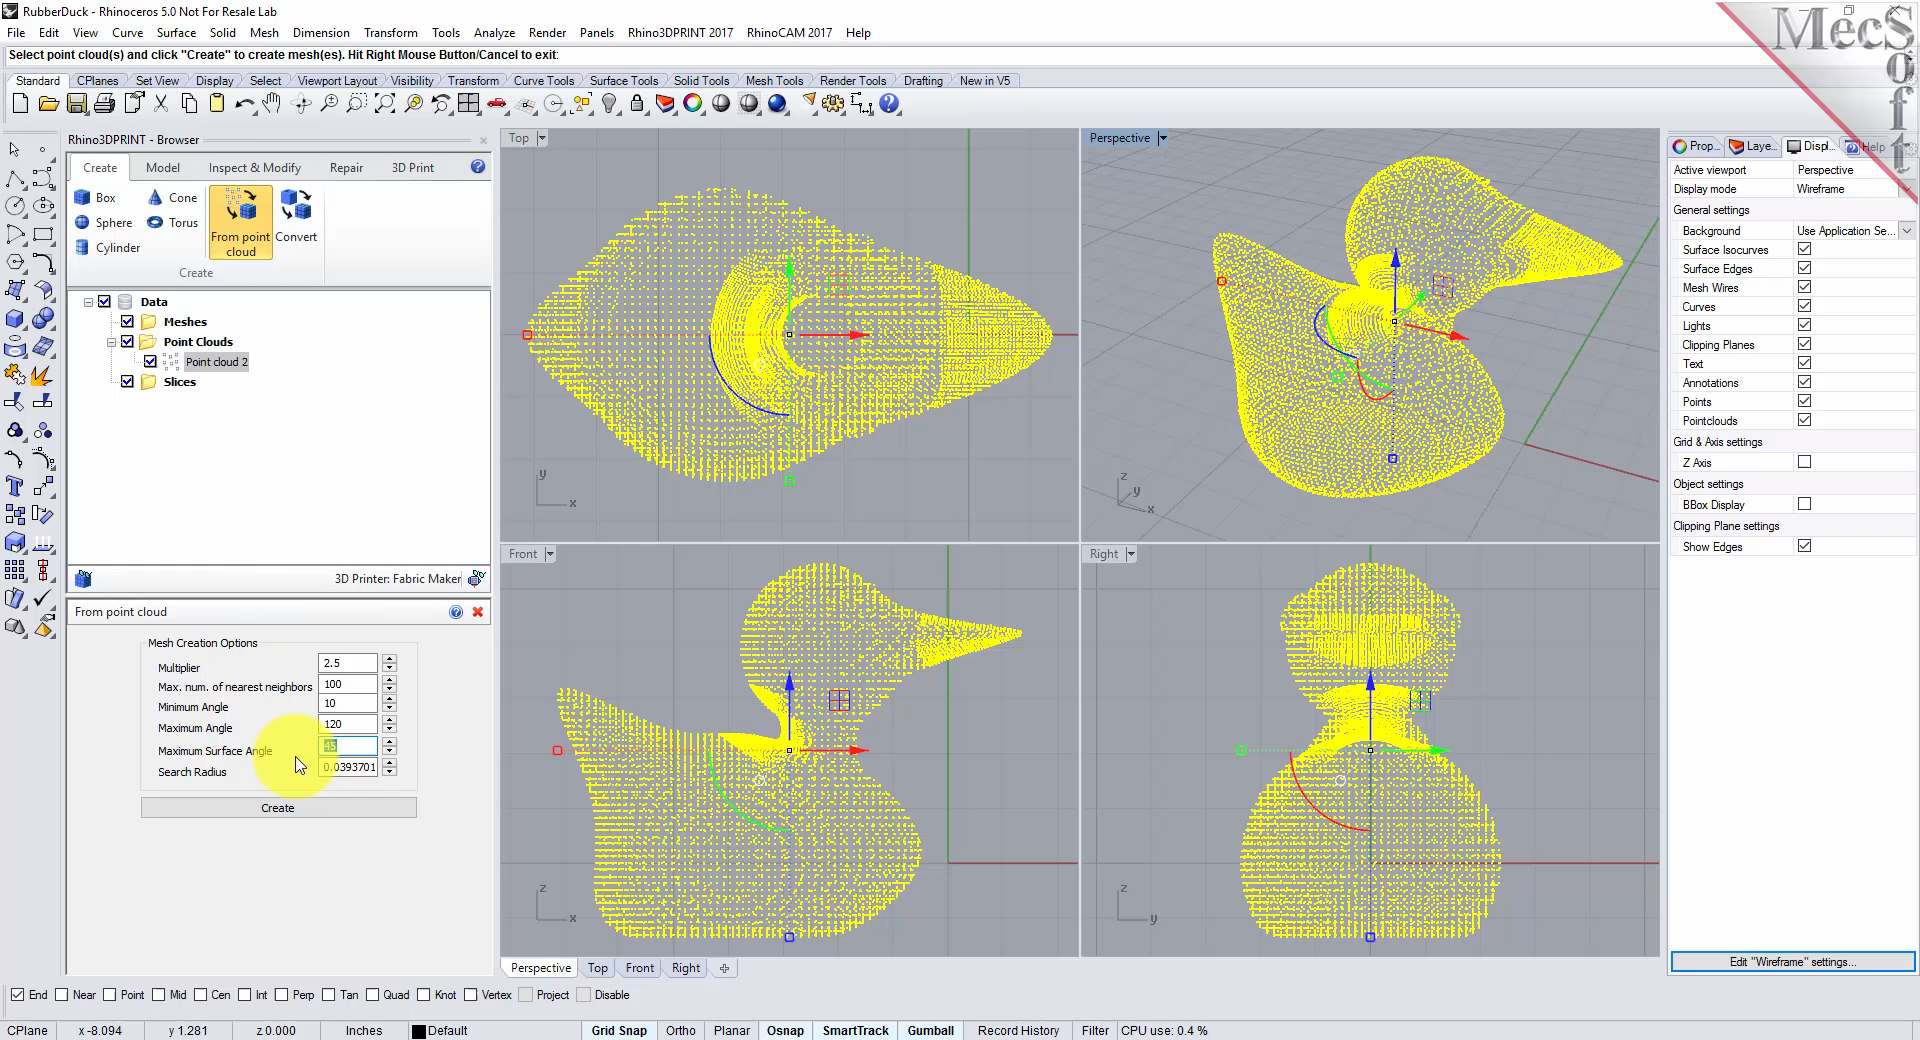 RubberDuck - Rhinoceros 5.0 Not For Resale Lab
File Edit View Curve Surface Solid Mesh Dimension Transform Tools Analyze Render Panels Rhino3DPRINT 2017 RhinoCAM 2017 Help
Select point cloud(s) and click "Create" to create mesh(es). Hit Right Mouse Button/Cancel to exit:
Standard CPlanes Set View Display Select Viewport Layout Visibility Transform Curve Tools Surface Tools Solid Tools Mesh Tools Render Tools Drafting New in V5
MecSoft
Rhino3DPRINT - Browser
Create Model Inspect & Modify Repair 3D Print
Box Cone
Sphere Torus
Cylinder
From point cloud
Convert
Create
Data
Meshes
Point Clouds
Point cloud 2
Slices
3D Printer: Fabric Maker
From point cloud
Mesh Creation Options
Multiplier 2.5
Max. num. of nearest neighbors 100
Minimum Angle 10
Maximum Angle 120
Maximum Surface Angle 45
Search Radius 0.0393701
Create
Top
y
x
Perspective
z
y
x
Front
z
x
Right
z
y
Perspective Top Front Right
Prop... Laye... Displ... Help
Active viewport Perspective
Display mode Wireframe
General settings
Background Use Application Se...
Surface Isocurves
Surface Edges
Mesh Wires
Curves
Lights
Clipping Planes
Text
Annotations
Points
Pointclouds
Grid & Axis settings
Z Axis
Object settings
BBox Display
Clipping Plane settings
Show Edges
Edit "Wireframe" settings...
End Near Point Mid Cen Int Perp Tan Quad Knot Vertex Project Disable
CPlane x -8.094 y 1.281 z 0.000 Inches Default Grid Snap Ortho Planar Osnap SmartTrack Gumball Record History Filter CPU use: 0.4 %